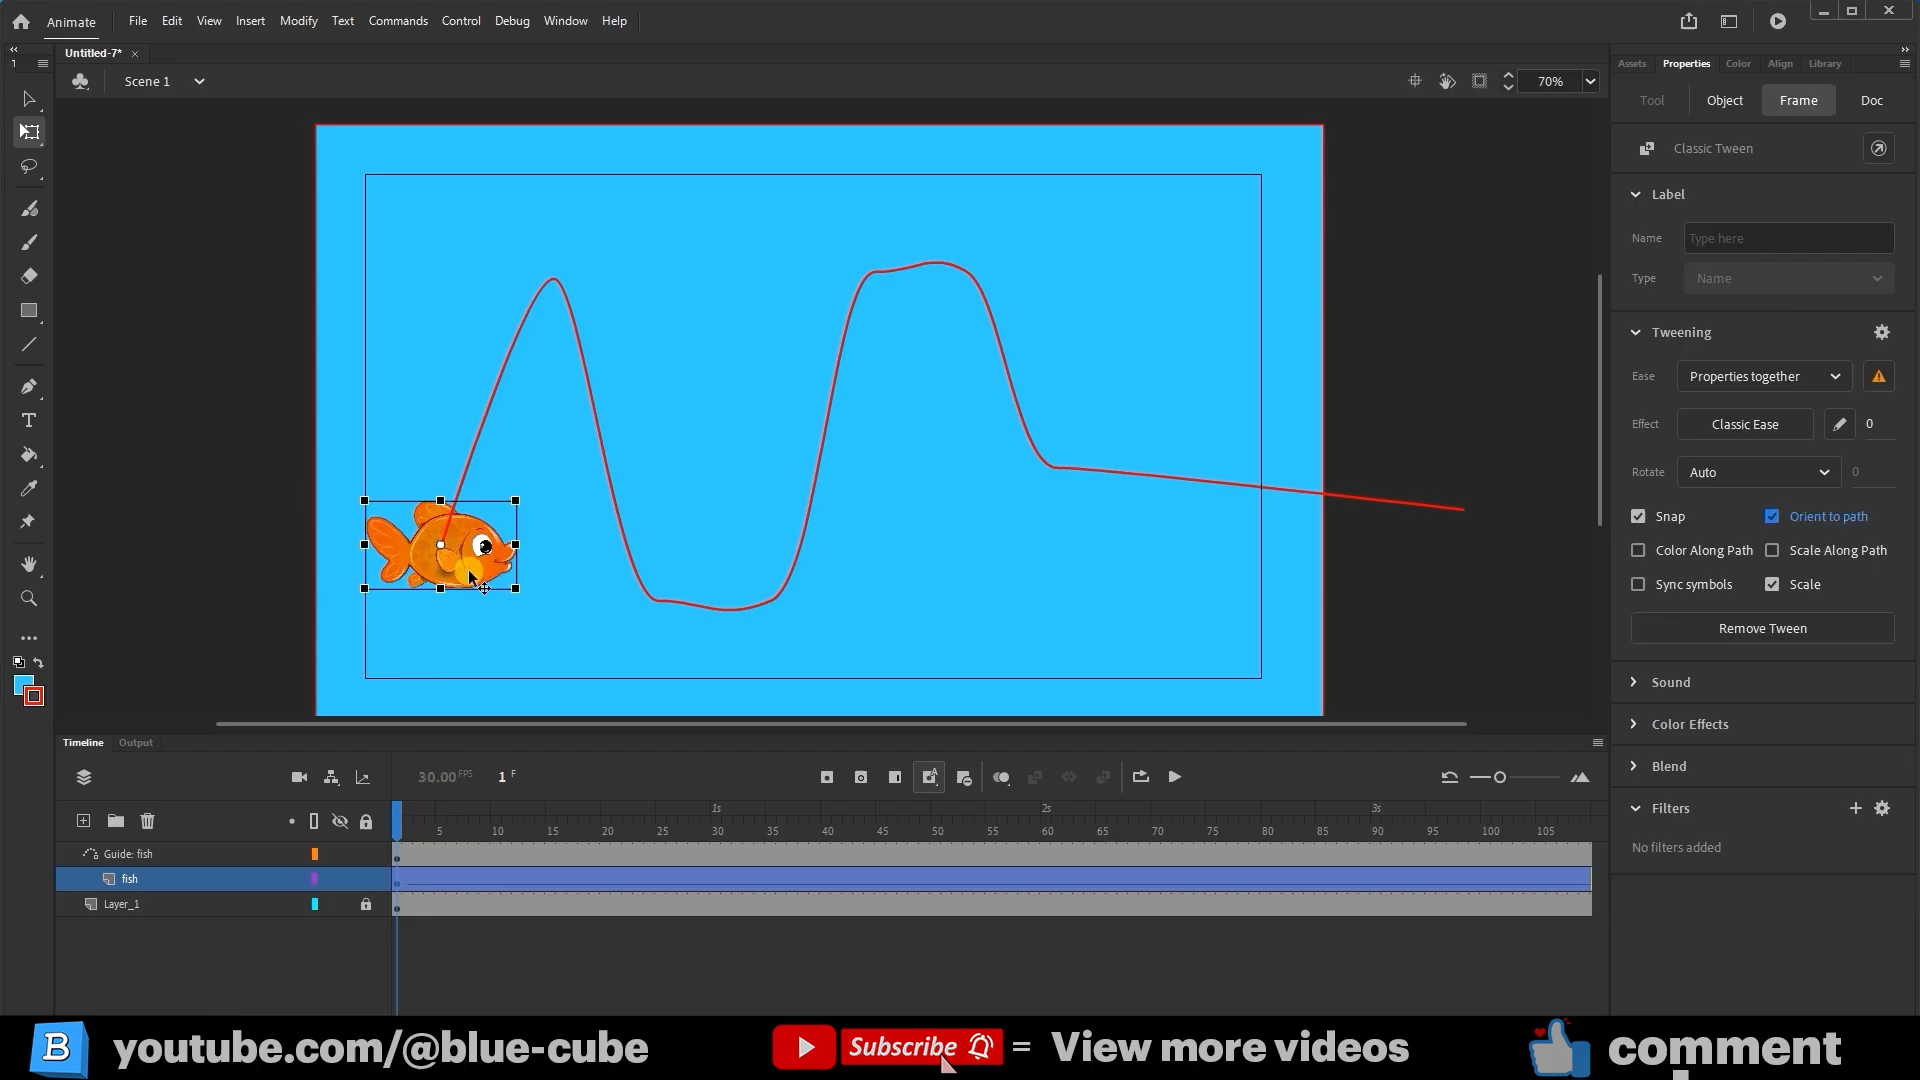 Animate File Edit View Insert Modify Text Commands Control Debug Window Help
Untitled-7*
Scene 1
70%
Assets Properties Color Align Library
Tool Object Frame Doc
Classic Tween
Label
Name Type here
Type Name
Tweening
Ease Properties together
Effect Classic Ease 0
Rotate Auto 0
Snap Orient to path
Color Along Path Scale Along Path
Sync symbols Scale
Remove Tween
Sound
Color Effects
Blend
Filters
No filters added
Timeline Output
30.00 FPS 1 F
1s 2s 3s
5 10 15 20 25 30 35 40 45 50 55 60 65 70 75 80 85 90 95 100 105
Guide: fish
fish
Layer_1
B youtube.com/@blue-cube Subscribe = View more videos comment